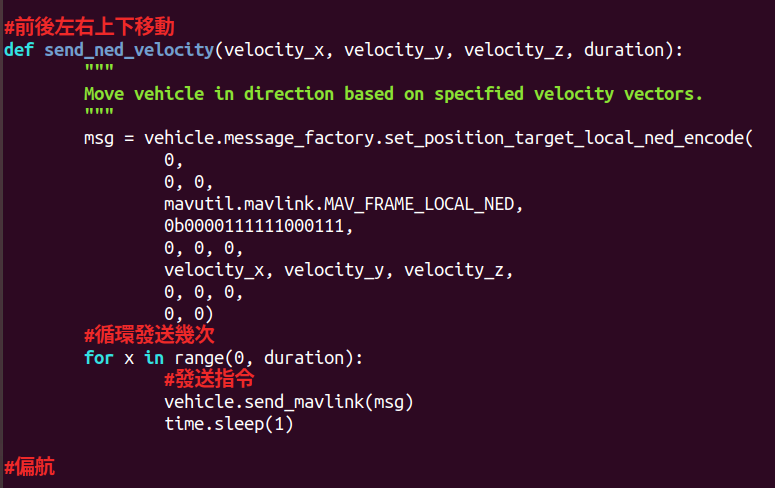 #前後左右上下移動
def send_ned_velocity(velocity_x, velocity_y, velocity_z, duration):
"""
Move vehicle in direction based on specified velocity vectors.
"""
msg = vehicle.message_factory.set_position_target_local_ned_encode(
0,
0, 0,
mavutil.mavlink.MAV_FRAME_LOCAL_NED,
0b0000111111000111,
0, 0, 0,
velocity_x, velocity_y, velocity_z,
0, 0, 0,
0, 0)
#循環發送幾次
for x in range(0, duration):
#發送指令
vehicle.send_mavlink(msg)
time.sleep(1)
#偏航